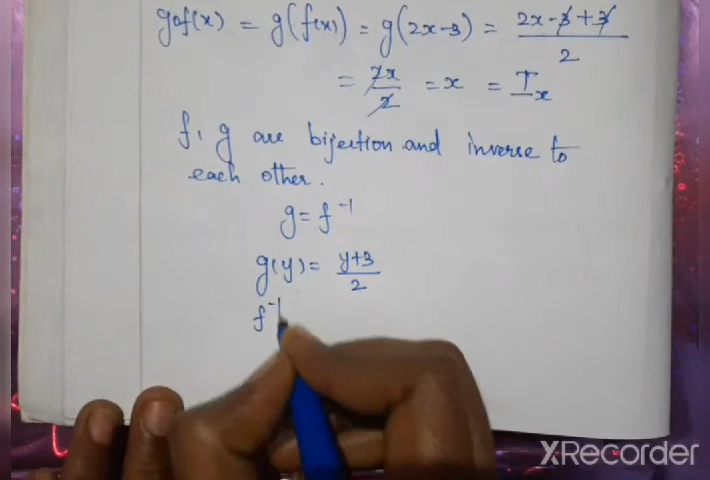 gof(x) = g(f(x)) = g(2x-3) = 2x-3+3/2
= 2x/2 = x = Ix
f, g are bijection and inverse to
each other.
g = f⁻¹
g(y) = y+3/2
f⁻¹
XRecorder